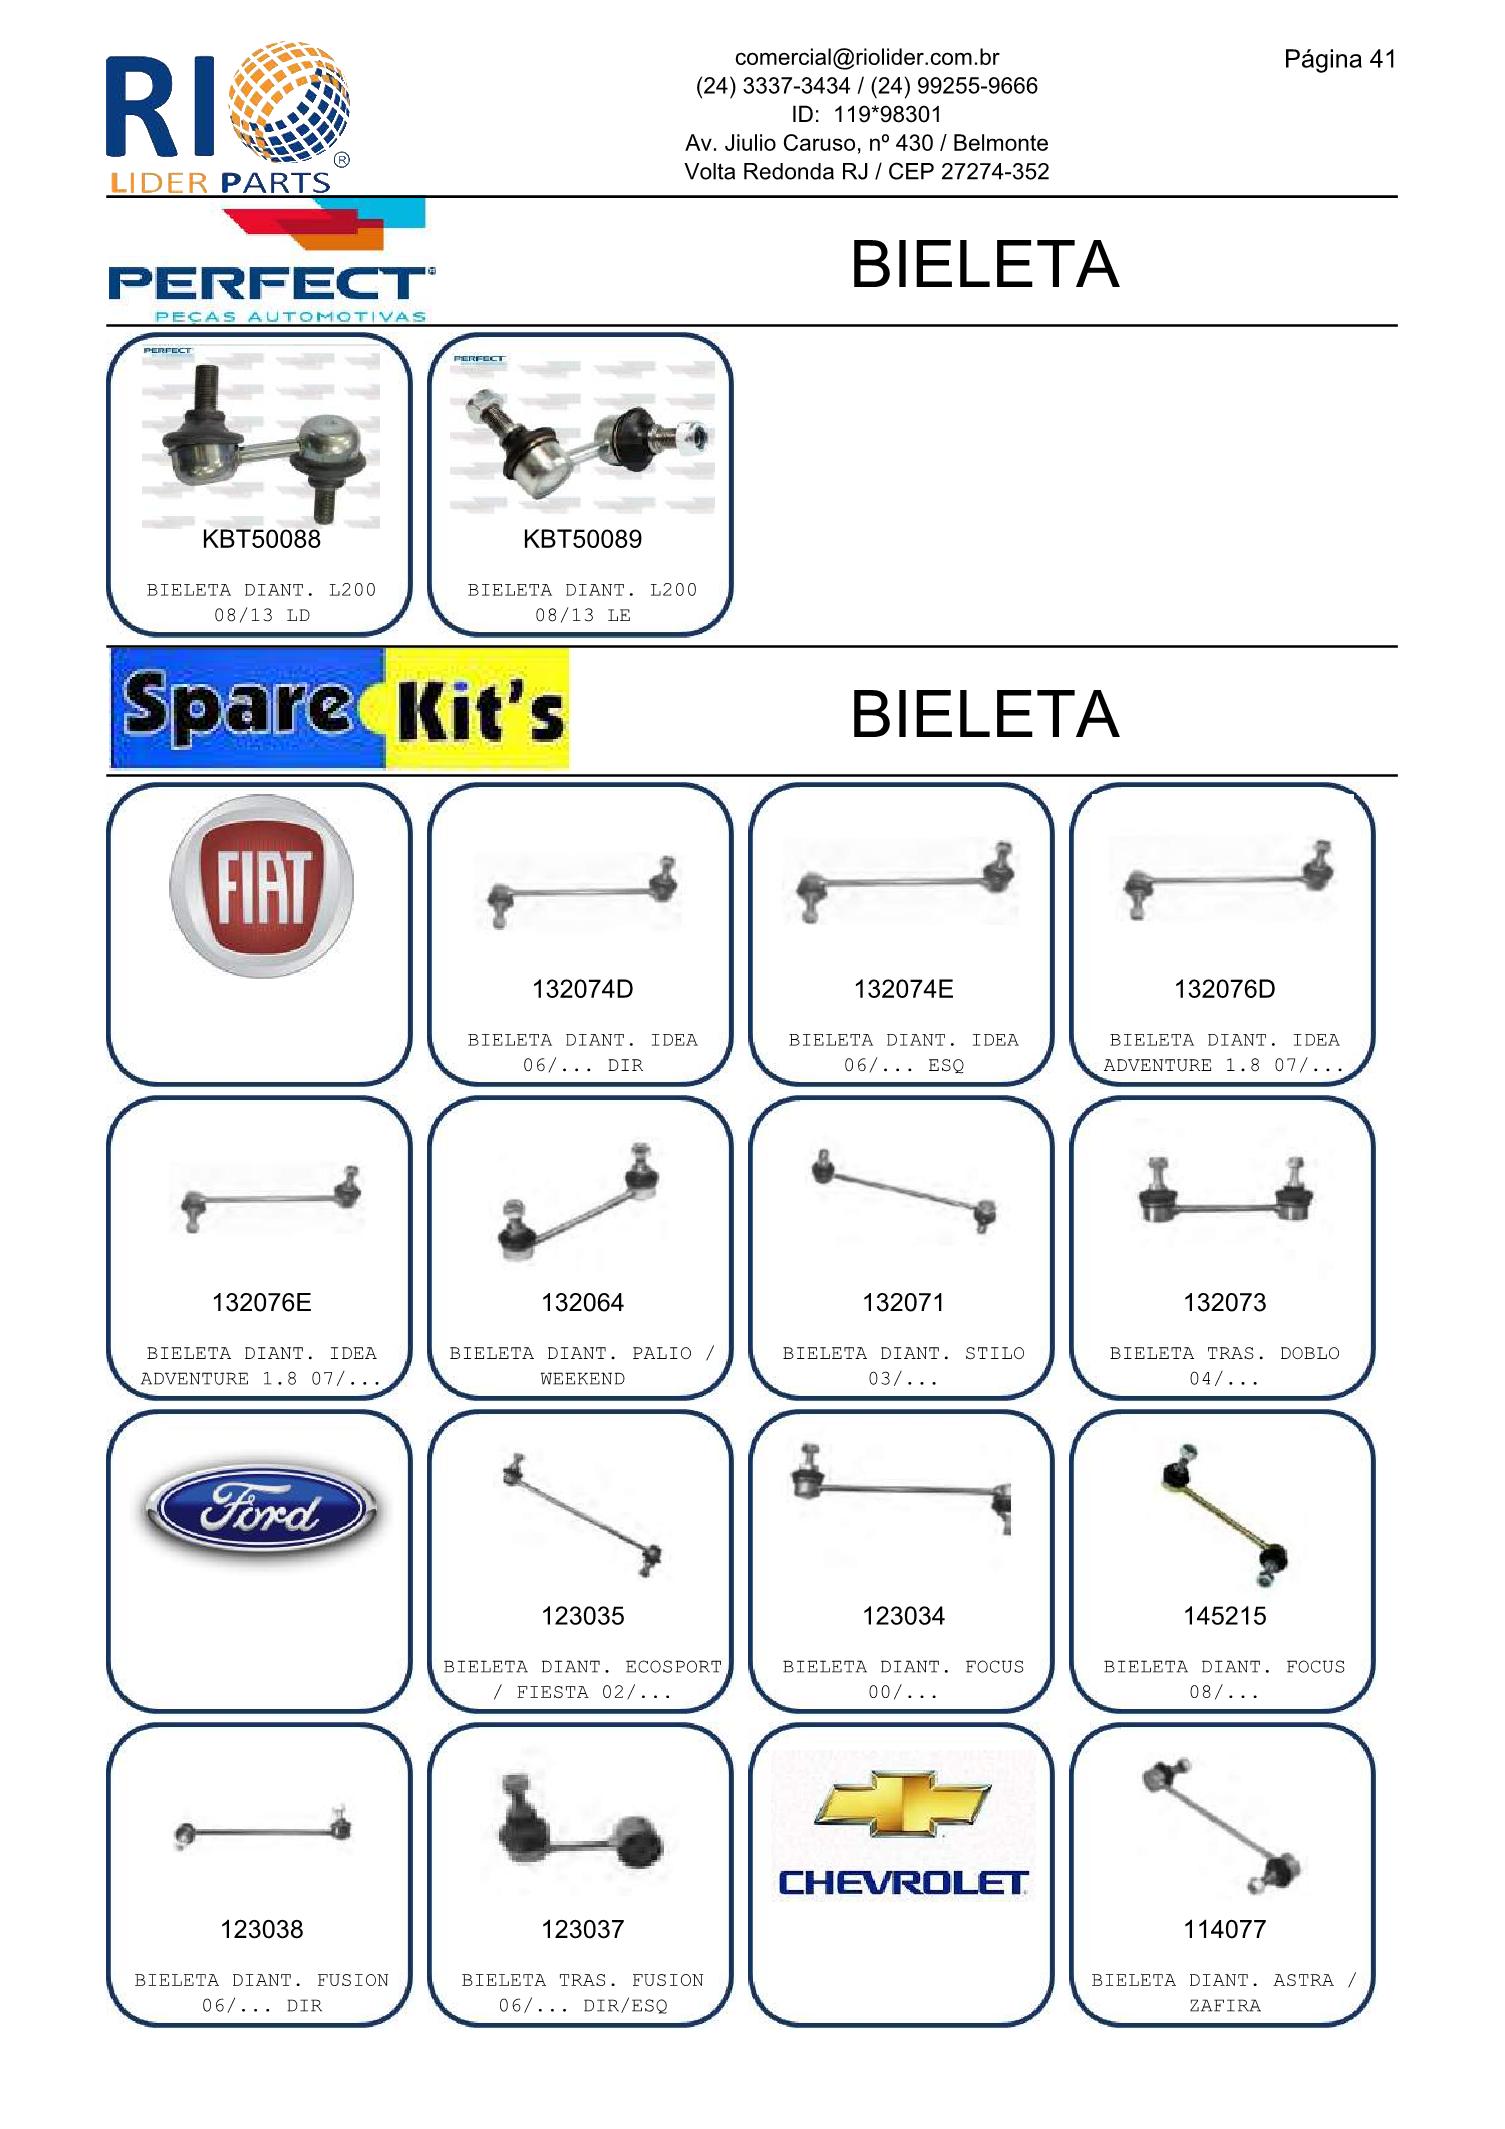 RIO
LIDER PARTS
®
comercial@riolider.com.br
(24) 3337-3434 / (24) 99255-9666
ID: 119*98301
Av. Jiulio Caruso, nº 430 / Belmonte
Volta Redonda RJ / CEP 27274-352
Página 41
PERFECT
PEÇAS AUTOMOTIVAS
BIELETA
PERFECT
KBT50088
BIELETA DIANT. L200
08/13 LD
PERFECT
KBT50089
BIELETA DIANT. L200
08/13 LE
Spare Kit's
BIELETA
FIAT
132074D
BIELETA DIANT. IDEA
06/... DIR
132074E
BIELETA DIANT. IDEA
06/... ESQ
132076D
BIELETA DIANT. IDEA
ADVENTURE 1.8 07/...
132076E
BIELETA DIANT. IDEA
ADVENTURE 1.8 07/...
132064
BIELETA DIANT. PALIO /
WEEKEND
132071
BIELETA DIANT. STILO
03/...
132073
BIELETA TRAS. DOBLO
04/...
Ford
123035
BIELETA DIANT. ECOSPORT
/ FIESTA 02/...
123034
BIELETA DIANT. FOCUS
00/...
145215
BIELETA DIANT. FOCUS
08/...
123038
BIELETA DIANT. FUSION
06/... DIR
123037
BIELETA TRAS. FUSION
06/... DIR/ESQ
CHEVROLET
114077
BIELETA DIANT. ASTRA /
ZAFIRA